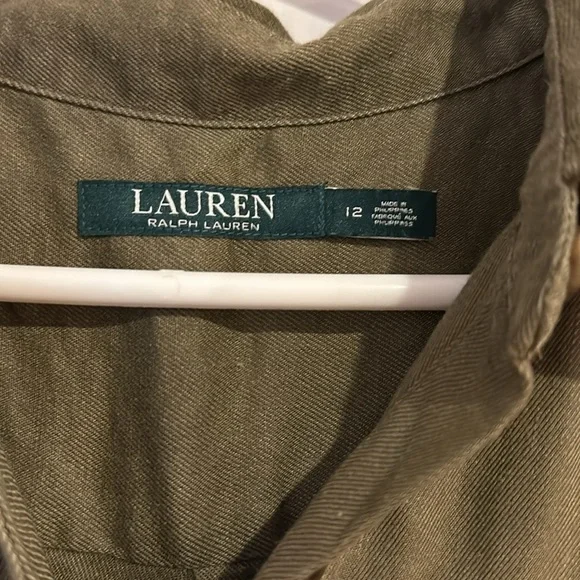 LAUREN
RALPH LAUREN
12
MADE IN
PHILIPPINES
FABRIQUÉ AUX
PHILIPPINES